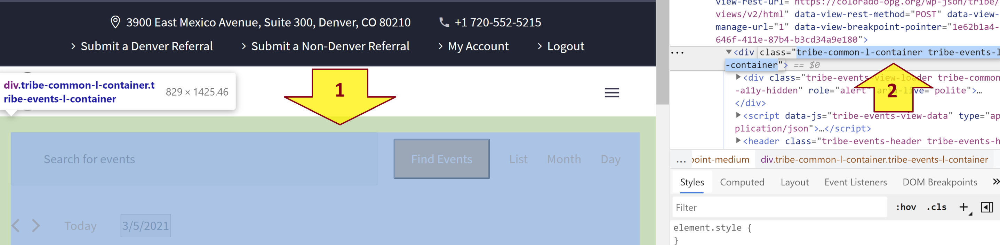 3900 East Mexico Avenue, Suite 300, Denver, CO 80210
+1 720-552-5215
> Submit a Denver Referral
> Submit a Non-Denver Referral
> My Account
> Logout
div.tribe-common-l-container.t
ribe-events-l-container
829 × 1425.46
1
Search for events
Find Events
List
Month
Day
Today
3/5/2021
view-rest-url="https://colorado-opg.org/wp-json/tribe/
views/v2/html" data-view-rest-method="POST" data-view-
manage-url="1" data-view-breakpoint-pointer="1e62b1a4-
646f-411e-87b4-b3cd34a9e180">
... ▼<div class="tribe-common-l-container tribe-events-l
-container"> == $0
▶<div class="tribe-events-view-loader tribe-common
-a11y-hidden" role="alert" aria-live="polite">…
</div>
2
▶<script data-js="tribe-events-view-data" type="ap
plication/json">…</script>
▶<header class="tribe-events-header tribe-events-h
... point-medium div.tribe-common-l-container.tribe-events-l-container
Styles Computed Layout Event Listeners DOM Breakpoints »
Filter
:hov .cls +
element.style {
}